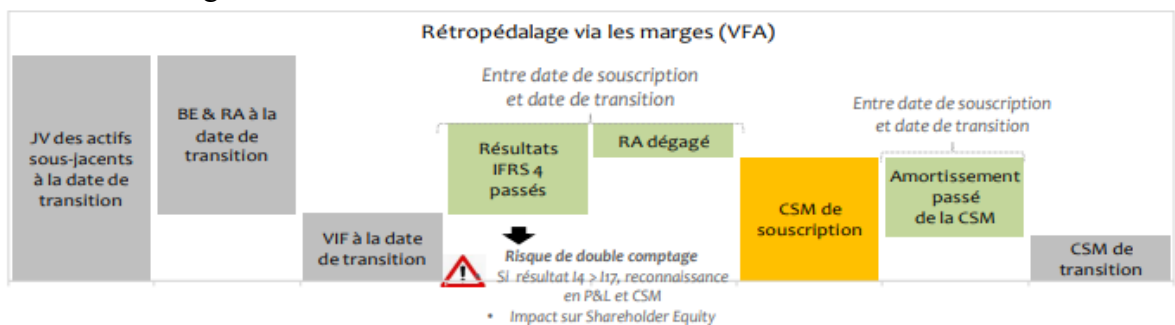 Rétropédalage via les marges (VFA)
JV des actifs
sous-jacents
à la date de
transition
BE & RA à la
date de
transition
VIF à la date
de transition
Entre date de souscription
et date de transition
Résultats
IFRS 4
passés
RA dégagé
Risque de double comptage
Si résultat I4 > I17, reconnaissance
en P&L et CSM
• Impact sur Shareholder Equity
CSM de
souscription
Entre date de souscription
et date de transition
Amortissement
passé
de la CSM
CSM de
transition